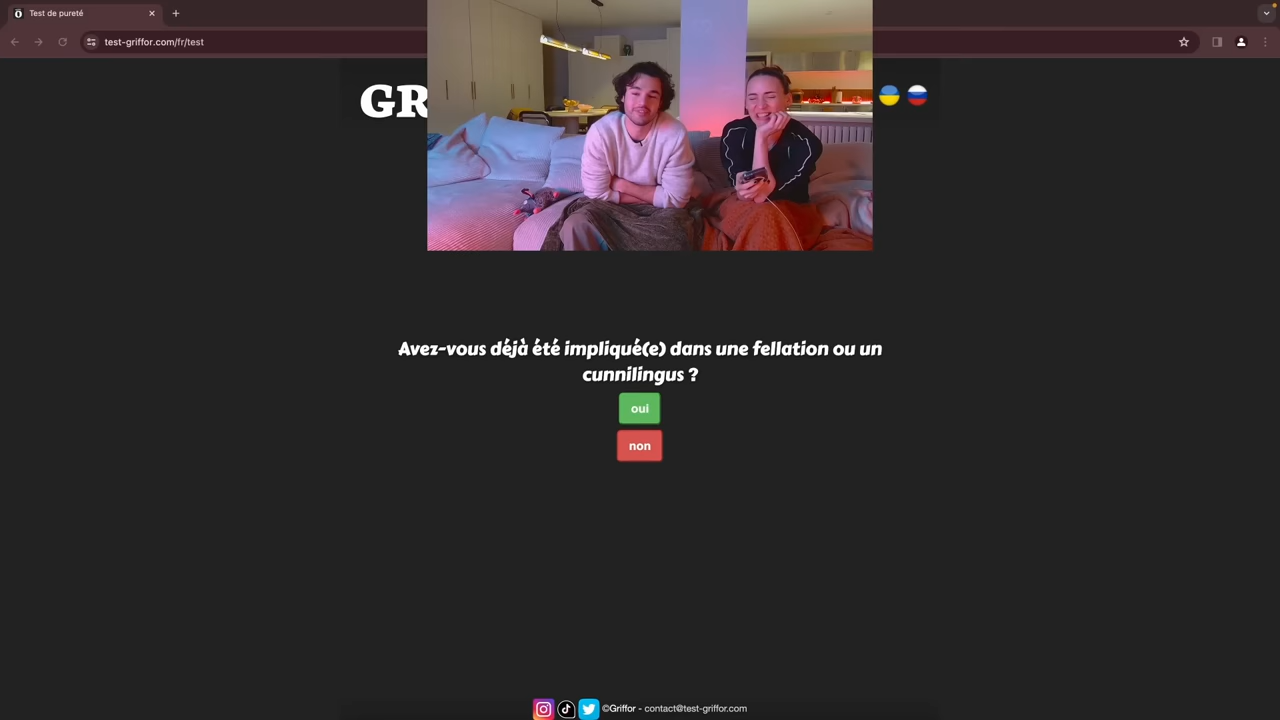 Test de pureté
test-griffor.com/fr/test
GR
Avez-vous déjà été impliqué(e) dans une fellation ou un
cunnilingus ?
oui
non
©Griffor - contact@test-griffor.com